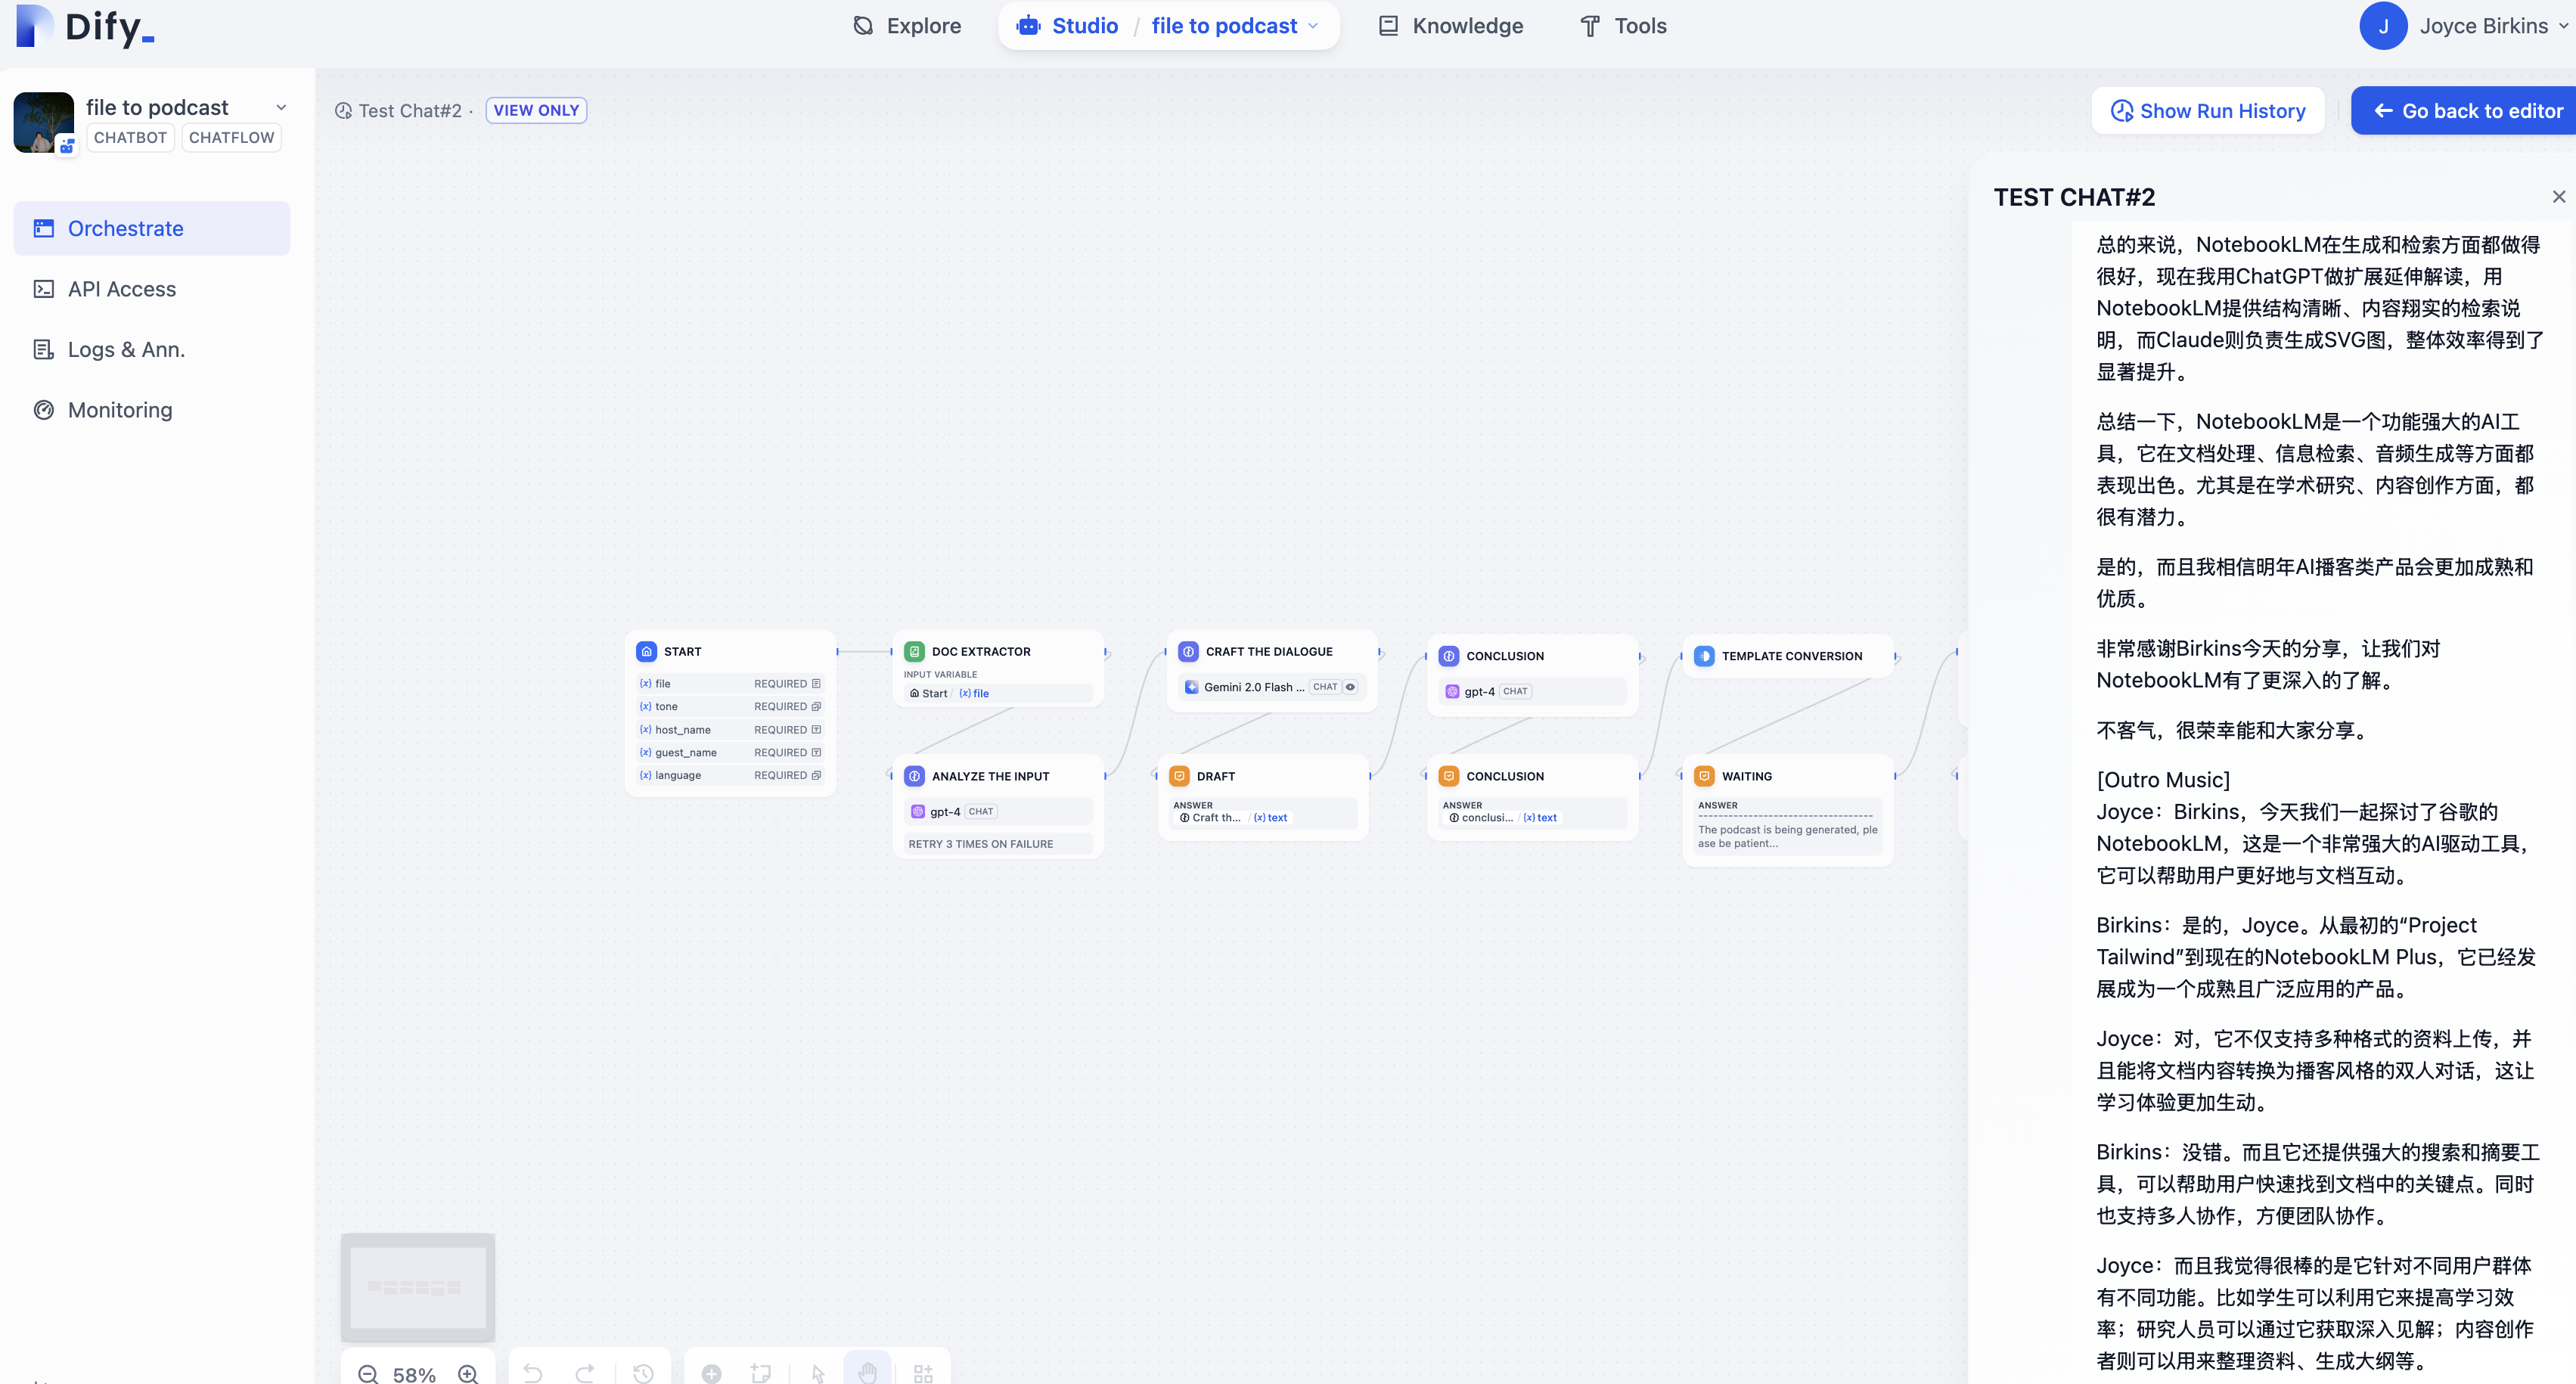 Dify_
Explore
Studio / file to podcast
Knowledge
Tools
J
Joyce Birkins
file to podcast
CHATBOT
CHATFLOW
Orchestrate
API Access
Logs & Ann.
Monitoring
Test Chat#2 ·
VIEW ONLY
Show Run History
Go back to editor
START
{x} file REQUIRED
{x} tone REQUIRED
{x} host_name REQUIRED
{x} guest_name REQUIRED
{x} language REQUIRED
DOC EXTRACTOR
INPUT VARIABLE
Start / {x} file
ANALYZE THE INPUT
gpt-4 CHAT
RETRY 3 TIMES ON FAILURE
CRAFT THE DIALOGUE
Gemini 2.0 Flash ... CHAT
DRAFT
ANSWER
Craft th... / {x} text
CONCLUSION
gpt-4 CHAT
CONCLUSION
ANSWER
conclusi... / {x} text
TEMPLATE CONVERSION
WAITING
ANSWER
----------------------------------
The podcast is being generated, ple
ase be patient...
58%
TEST CHAT#2
总的来说，NotebookLM在生成和检索方面都做得
很好，现在我用ChatGPT做扩展延伸解读，用
NotebookLM提供结构清晰、内容翔实的检索说
明，而Claude则负责生成SVG图，整体效率得到了
显著提升。
总结一下，NotebookLM是一个功能强大的AI工
具，它在文档处理、信息检索、音频生成等方面都
表现出色。尤其是在学术研究、内容创作方面，都
很有潜力。
是的，而且我相信明年AI播客类产品会更加成熟和
优质。
非常感谢Birkins今天的分享，让我们对
NotebookLM有了更深入的了解。
不客气，很荣幸能和大家分享。
[Outro Music]
Joyce：Birkins，今天我们一起探讨了谷歌的
NotebookLM，这是一个非常强大的AI驱动工具，
它可以帮助用户更好地与文档互动。
Birkins：是的，Joyce。从最初的“Project
Tailwind”到现在的NotebookLM Plus，它已经发
展成为一个成熟且广泛应用的产品。
Joyce：对，它不仅支持多种格式的资料上传，并
且能将文档内容转换为播客风格的双人对话，这让
学习体验更加生动。
Birkins：没错。而且它还提供强大的搜索和摘要工
具，可以帮助用户快速找到文档中的关键点。同时
也支持多人协作，方便团队协作。
Joyce：而且我觉得很棒的是它针对不同用户群体
有不同功能。比如学生可以利用它来提高学习效
率；研究人员可以通过它获取深入见解；内容创作
者则可以用来整理资料、生成大纲等。